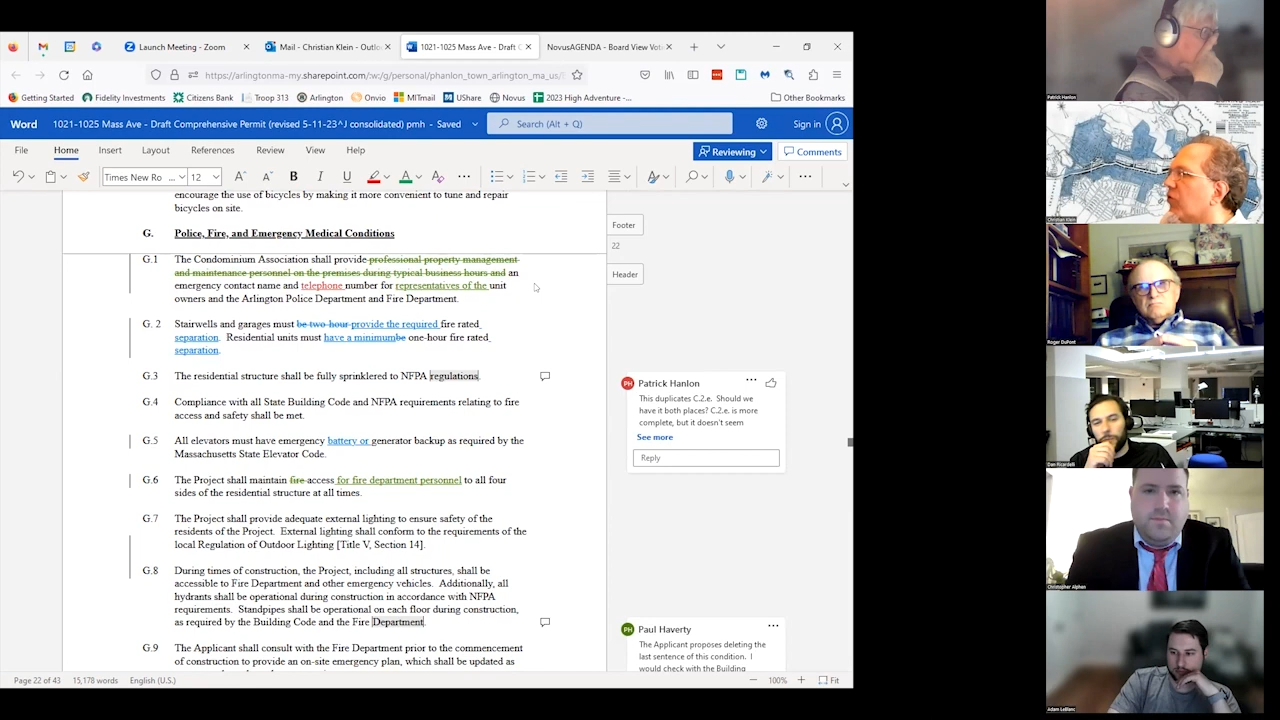 Launch Meeting - Zoom
Mail - Christian Klein - Outlo
1021-1025 Mass Ave - Draft C
NovusAGENDA - Board View Vot
https://arlingtonma-my.sharepoint.com/:w:/g/personal/phanlon_town_arlington_ma_us/
Getting Started
Fidelity Investments
Citizens Bank
Troop 313
Arlington
Onvio
MITmail
UShare
Novus
2023 High Adventure -...
Other Bookmarks
Word
1021-1025 Mass Ave - Draft Comprehensive Permit (revised 5-11-23^J consolidated) pmh - Saved
Search (Alt + Q)
Sign in
File
Home
Insert
Layout
References
Review
View
Help
Reviewing
Comments
Times New Ro ...
12
encourage the use of bicycles by making it more convenient to tune and repair
bicycles on site.
G. Police, Fire, and Emergency Medical Conditions
G.1 The Condominium Association shall provide professional property management
and maintenance personnel on the premises during typical business hours and an
emergency contact name and telephone number for representatives of the unit
owners and the Arlington Police Department and Fire Department.
G. 2 Stairwells and garages must be two-hour provide the required fire rated
separation. Residential units must have a minimumbe one-hour fire rated
separation.
G.3 The residential structure shall be fully sprinklered to NFPA regulations.
G.4 Compliance with all State Building Code and NFPA requirements relating to fire
access and safety shall be met.
G.5 All elevators must have emergency battery or generator backup as required by the
Massachusetts State Elevator Code.
G.6 The Project shall maintain fire access for fire department personnel to all four
sides of the residential structure at all times.
G.7 The Project shall provide adequate external lighting to ensure safety of the
residents of the Project. External lighting shall conform to the requirements of the
local Regulation of Outdoor Lighting [Title V, Section 14].
G.8 During times of construction, the Project, including all structures, shall be
accessible to Fire Department and other emergency vehicles. Additionally, all
hydrants shall be operational during construction in accordance with NFPA
requirements. Standpipes shall be operational on each floor during construction,
as required by the Building Code and the Fire Department.
G.9 The Applicant shall consult with the Fire Department prior to the commencement
of construction to provide an on-site emergency plan, which shall be updated as
Footer
22
Header
PH Patrick Hanlon
This duplicates C.2.e. Should we
have it both places? C.2.e. is more
complete, but it doesn't seem
See more
Reply
PH Paul Haverty
The Applicant proposes deleting the
last sentence of this condition. I
would check with the Building
Page 22 of 43
15,178 words
English (U.S.)
100%
Fit
Patrick Hanlon
Christian Klein
Roger DuPont
Dan Ricardelli
Christopher Alphen
Adam LeBlanc